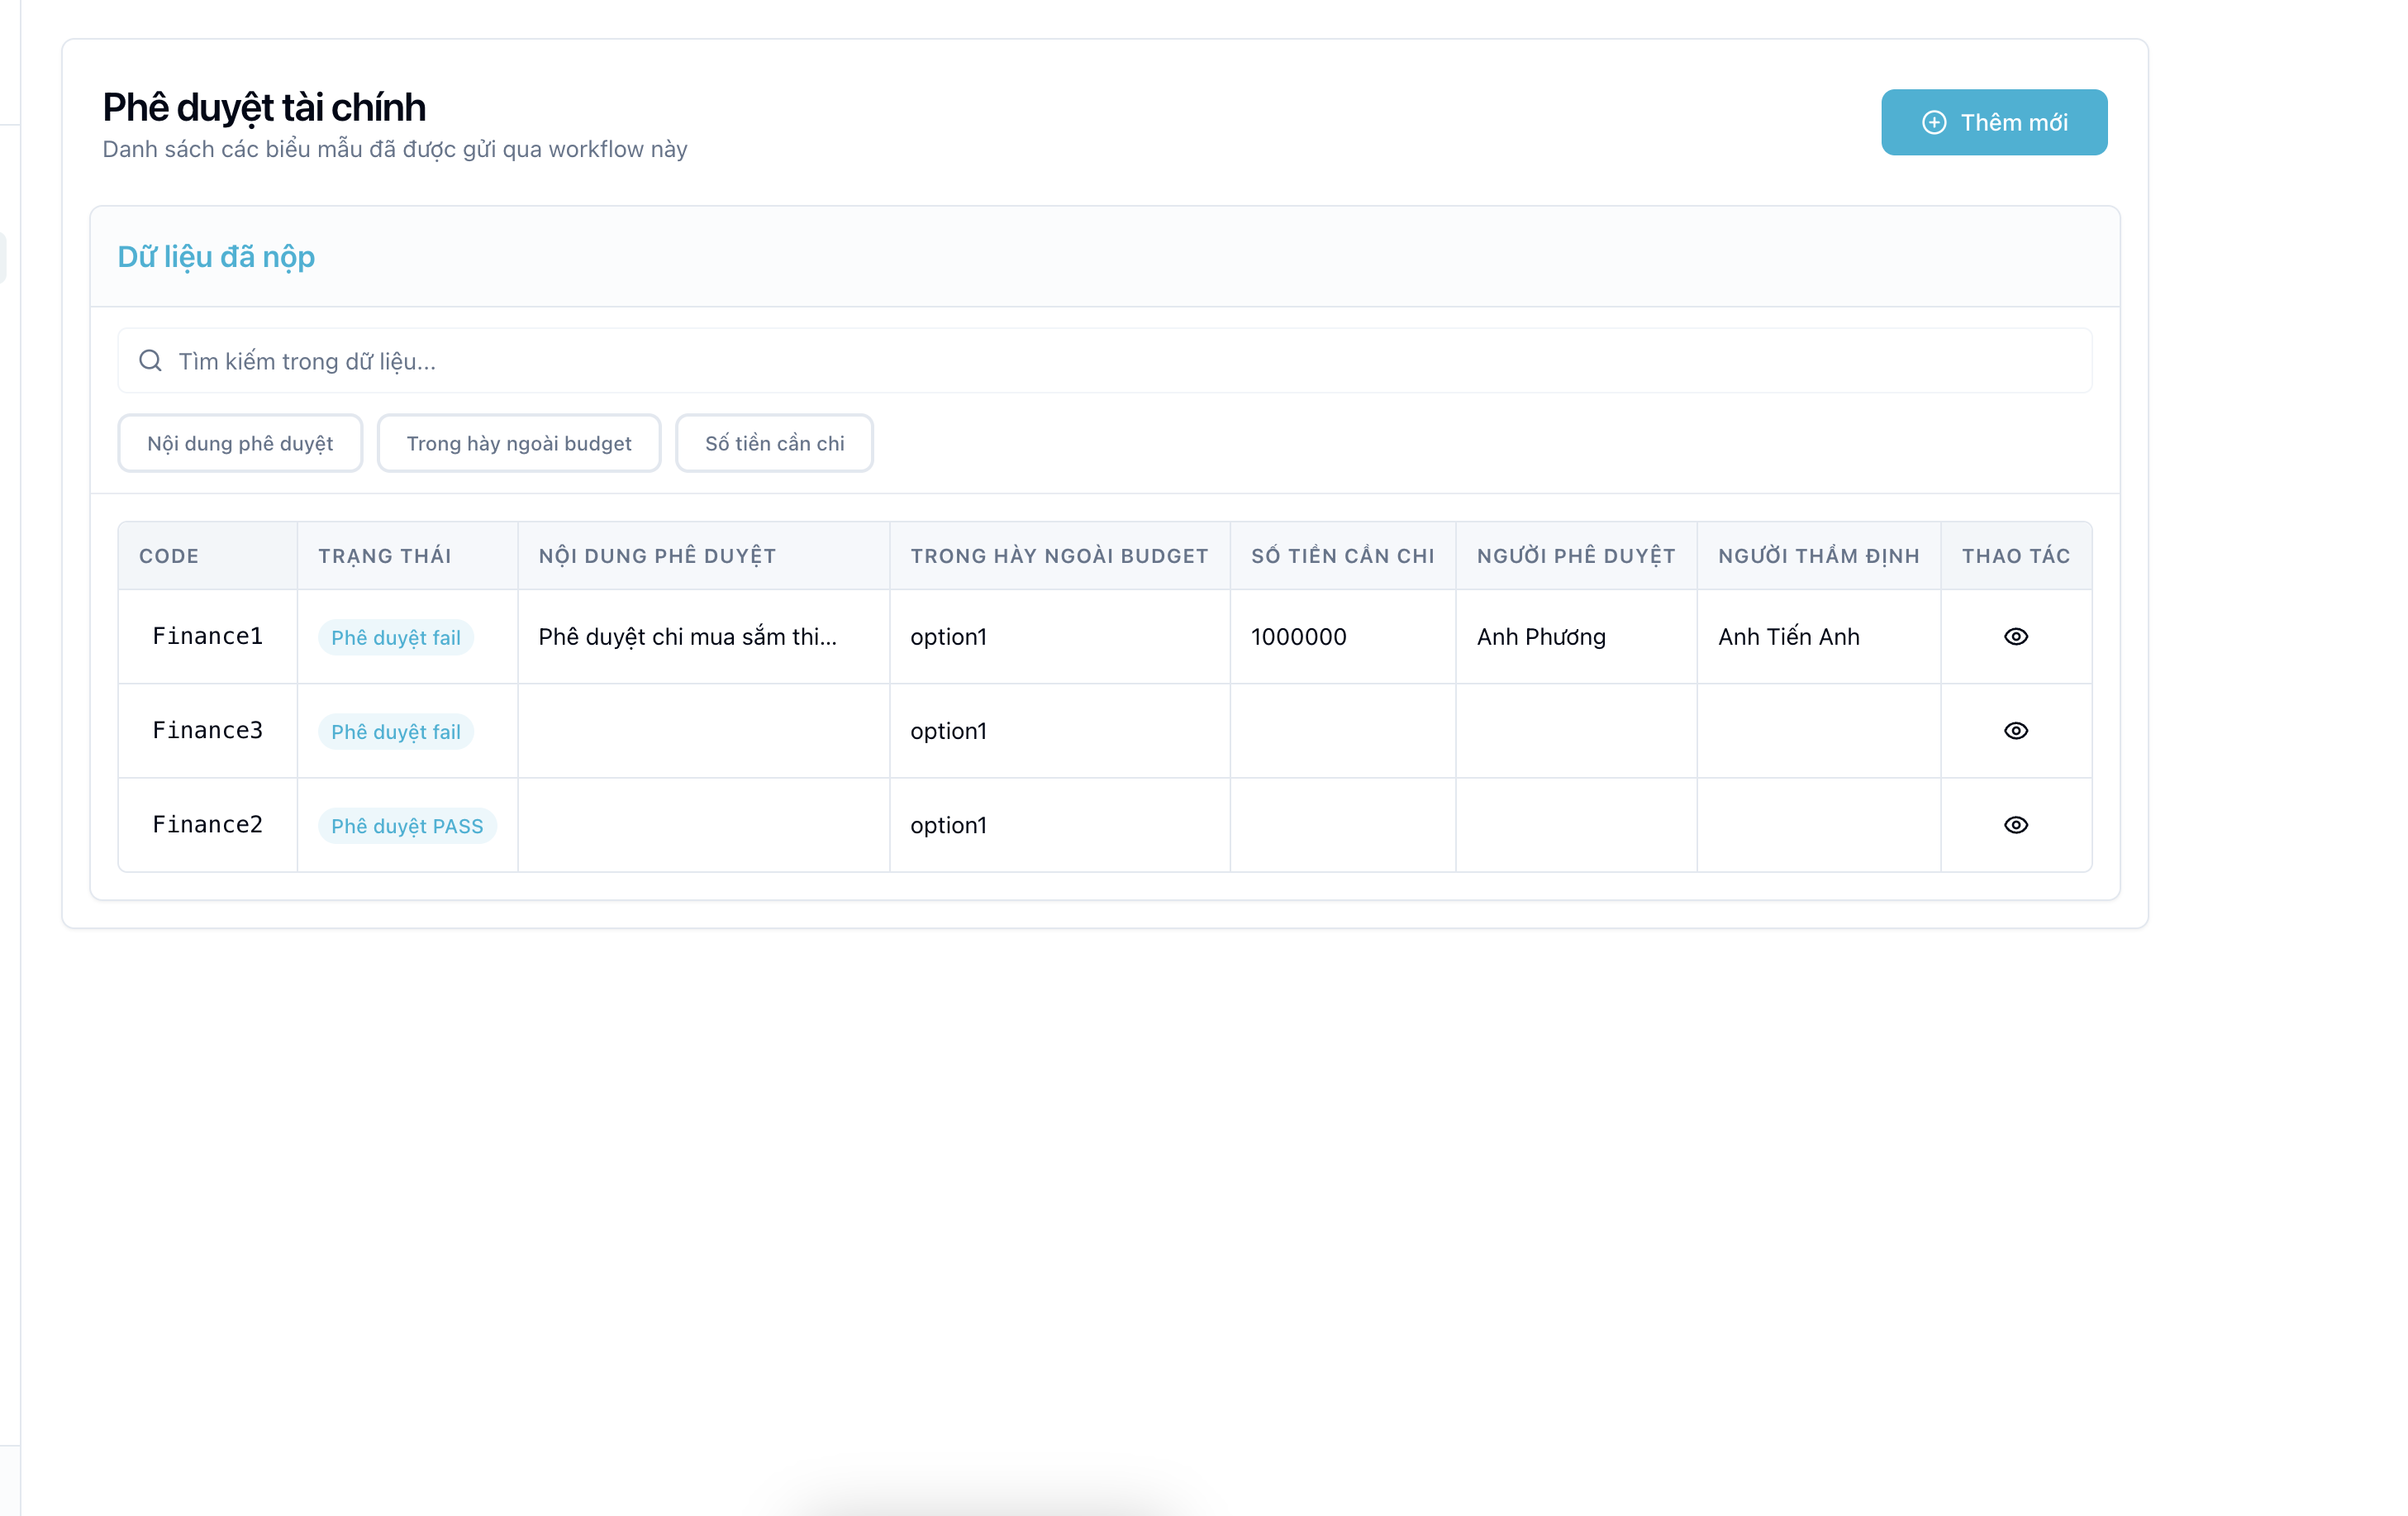 Phê duyệt tài chính
Danh sách các biểu mẫu đã được gửi qua workflow này
Thêm mới
Dữ liệu đã nộp
Tìm kiếm trong dữ liệu...
Nội dung phê duyệt Trong hày ngoài budget Số tiền cần chi
CODE TRẠNG THÁI NỘI DUNG PHÊ DUYỆT TRONG HÀY NGOÀI BUDGET SỐ TIỀN CẦN CHI NGƯỜI PHÊ DUYỆT NGƯỜI THẨM ĐỊNH THAO TÁC
Finance1 Phê duyệt fail Phê duyệt chi mua sắm thi... option1 1000000 Anh Phương Anh Tiến Anh
Finance3 Phê duyệt fail option1
Finance2 Phê duyệt PASS option1